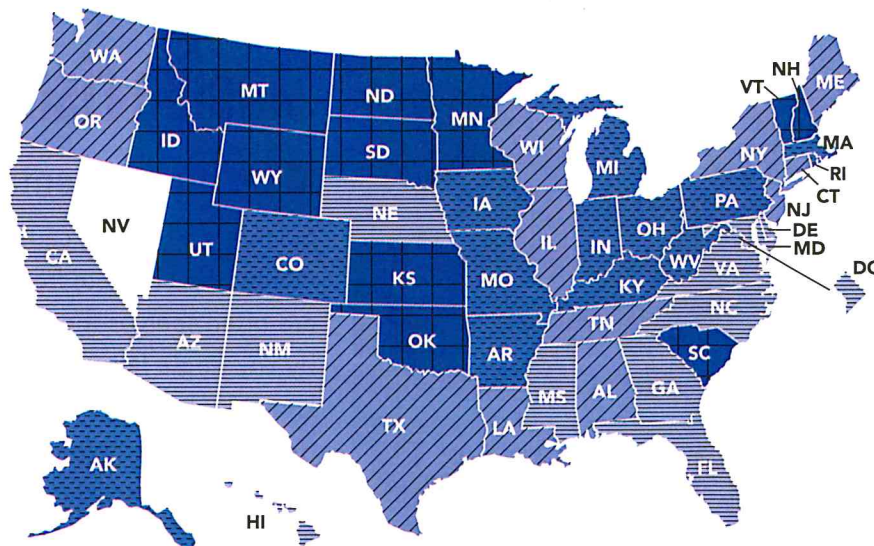 WA
MT
ND
MN
VT
NH
ME
OR
ID
SD
WI
MI
NY
MA
WY
RI
CT
NE
IA
PA
NJ
NV
UT
CO
IL
IN
OH
DE
MD
CA
KS
MO
WV
VA
DC
KY
NC
TN
AZ
NM
OK
AR
SC
MS
AL
GA
TX
LA
FL
AK
HI